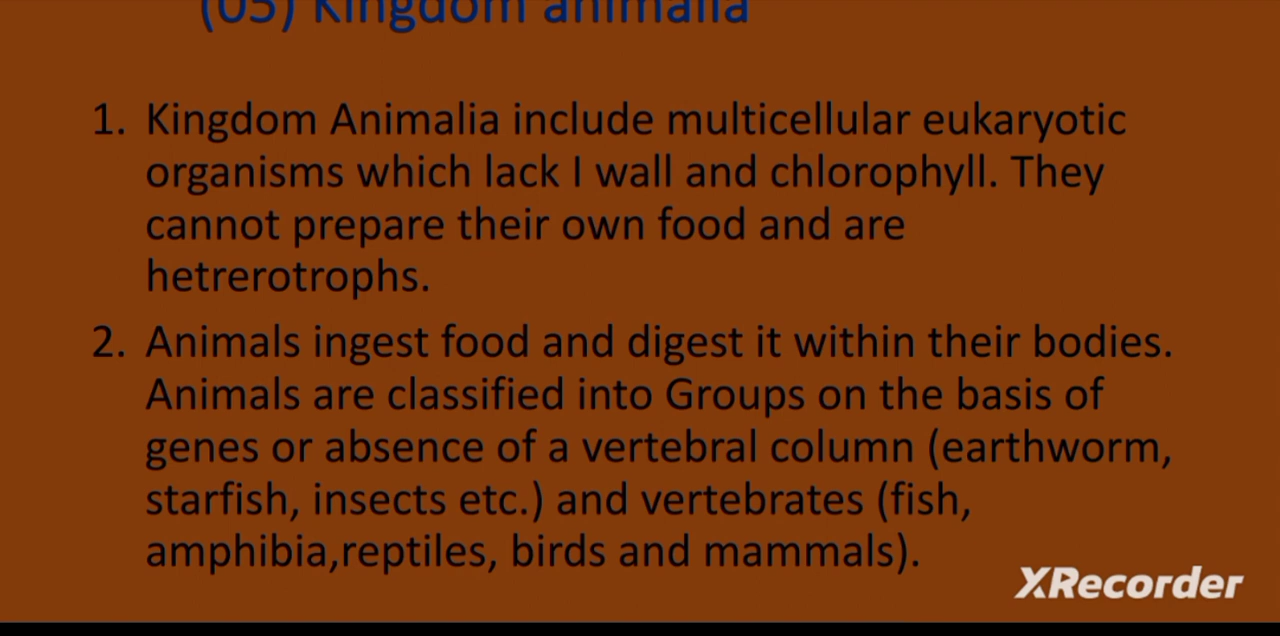 (05) Kingdom animalia
1. Kingdom Animalia include multicellular eukaryotic
organisms which lack I wall and chlorophyll. They
cannot prepare their own food and are
hetrerotrophs.
2. Animals ingest food and digest it within their bodies.
Animals are classified into Groups on the basis of
genes or absence of a vertebral column (earthworm,
starfish, insects etc.) and vertebrates (fish,
amphibia,reptiles, birds and mammals).
XRecorder